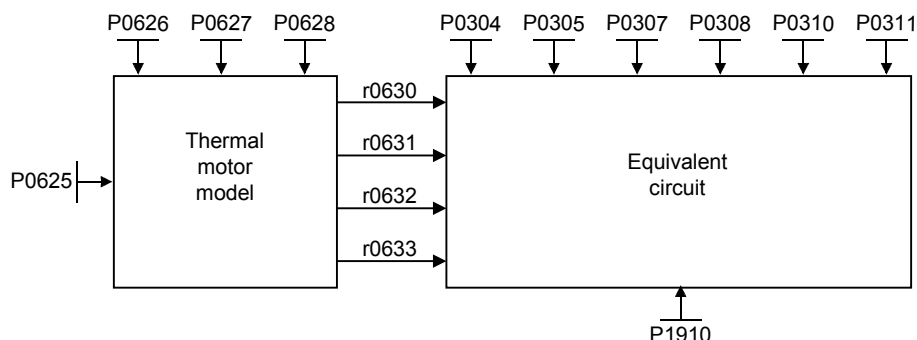 P0626 P0627 P0628 P0304 P0305 P0307 P0308 P0310 P0311
r0630
Thermal
motor
model
r0631
Equivalent
circuit
P0625
r0632
r0633
P1910